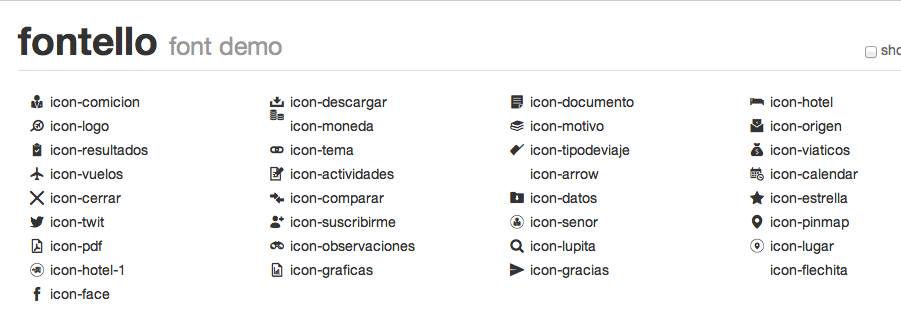 fontello font demo
sho
icon-comicion icon-descargar icon-documento icon-hotel
icon-logo icon-moneda icon-motivo icon-origen
icon-resultados icon-tema icon-tipodeviaje icon-viaticos
icon-vuelos icon-actividades icon-arrow icon-calendar
icon-cerrar icon-comparar icon-datos icon-estrella
icon-twit icon-suscribirme icon-senor icon-pinmap
icon-pdf icon-observaciones icon-lupita icon-lugar
icon-hotel-1 icon-graficas icon-gracias icon-flechita
icon-face